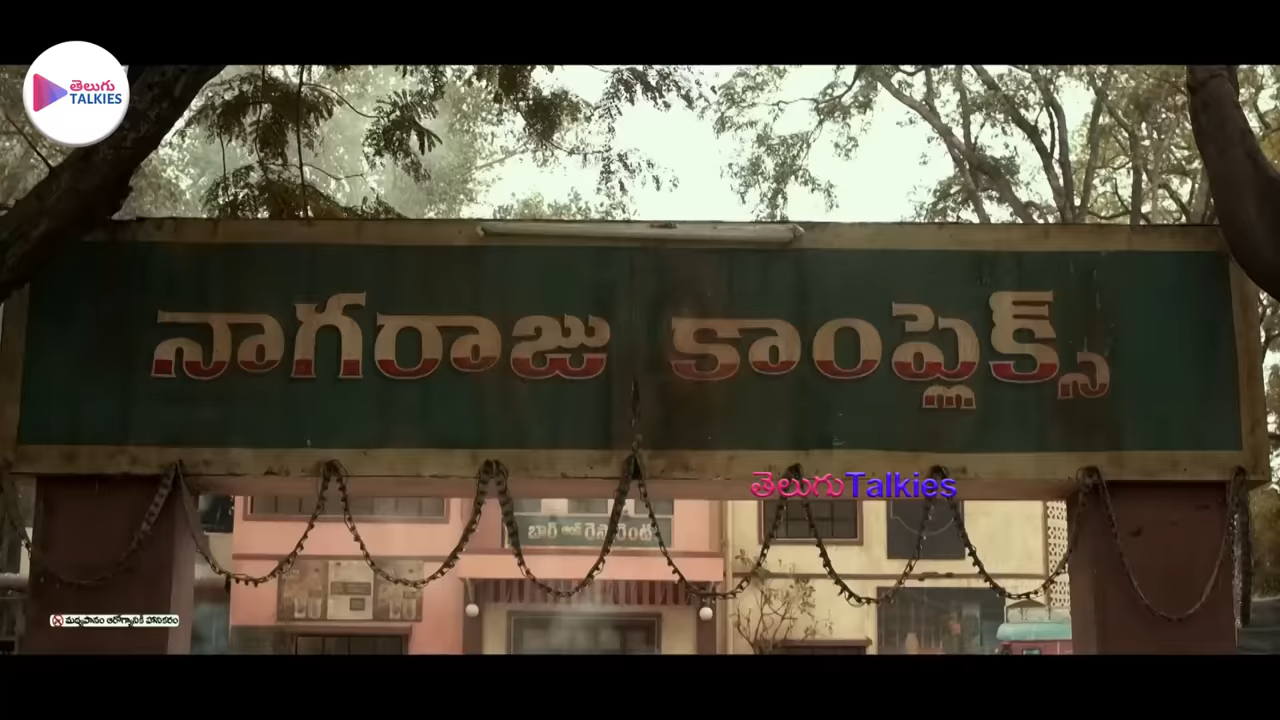 తెలుగు
TALKIES
నాగరాజు కాంప్లెక్స్
తెలుగుTalkies
బార్ అండ్ రెస్టారెంట్
మద్యపానం ఆరోగ్యానికి హానికరం